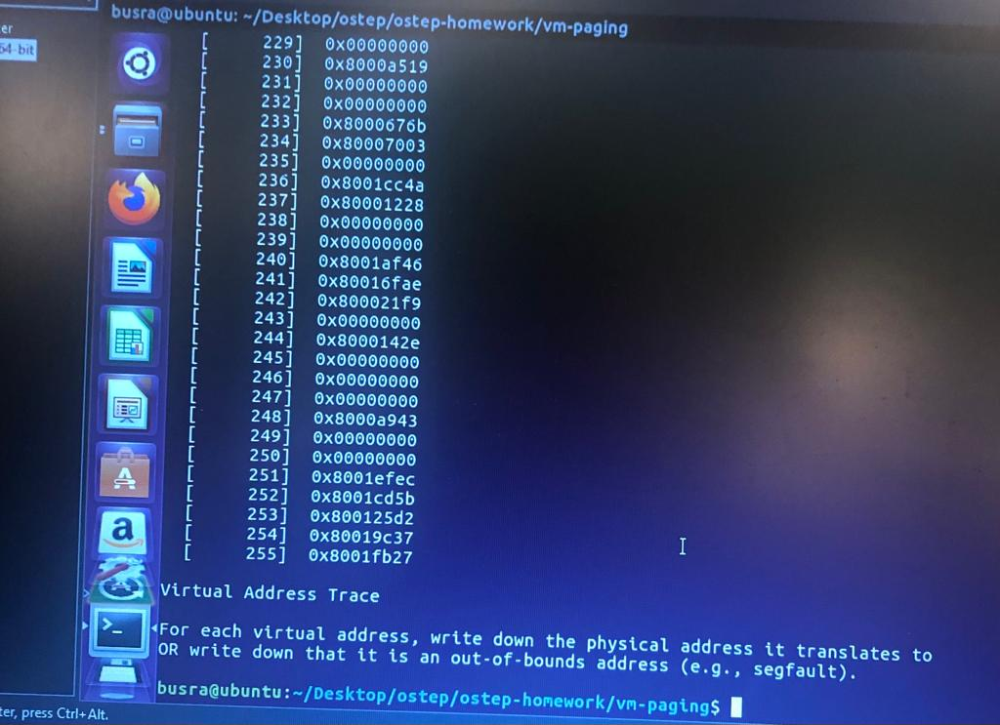 busra@ubuntu: ~/Desktop/ostep/ostep-homework/vm-paging
er
64-bit
[ 229] 0x00000000
[ 230] 0x8000a519
[ 231] 0x00000000
[ 232] 0x00000000
[ 233] 0x8000676b
[ 234] 0x80007003
[ 235] 0x00000000
[ 236] 0x8001cc4a
[ 237] 0x80001228
[ 238] 0x00000000
[ 239] 0x00000000
[ 240] 0x8001af46
[ 241] 0x80016fae
[ 242] 0x800021f9
[ 243] 0x00000000
[ 244] 0x8000142e
[ 245] 0x00000000
[ 246] 0x00000000
[ 247] 0x00000000
[ 248] 0x8000a943
[ 249] 0x00000000
[ 250] 0x00000000
[ 251] 0x8001efec
[ 252] 0x8001cd5b
[ 253] 0x800125d2
[ 254] 0x80019c37
[ 255] 0x8001fb27
a
Virtual Address Trace
For each virtual address, write down the physical address it translates to
OR write down that it is an out-of-bounds address (e.g., segfault).
busra@ubuntu:~/Desktop/ostep/ostep-homework/vm-paging$
ter, press Ctrl+Alt.